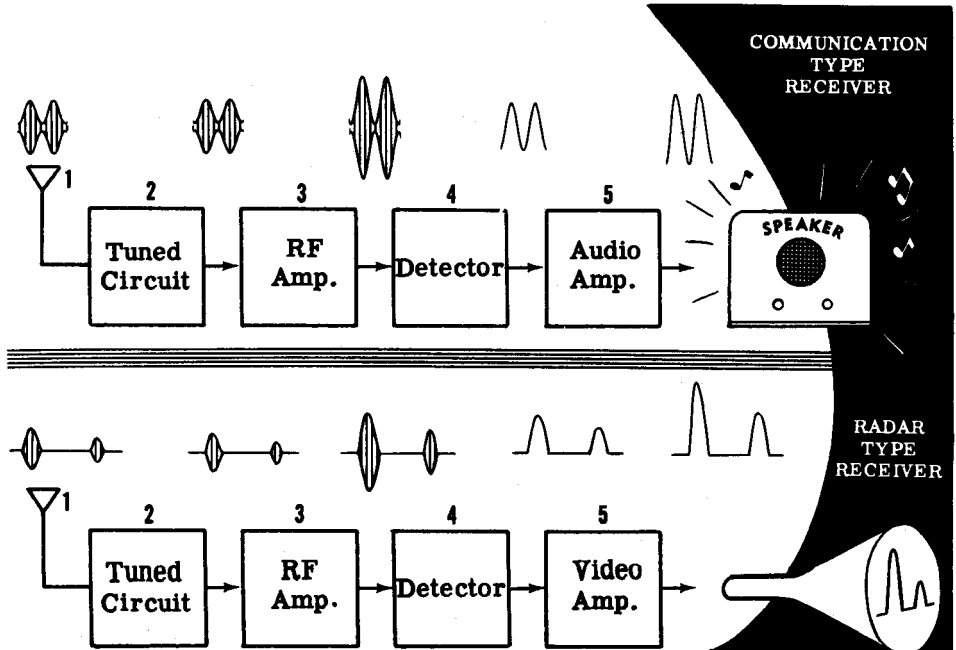 COMMUNICATION
TYPE
RECEIVER
1
2
3
4
5
Tuned
Circuit
RF
Amp.
Detector
Audio
Amp.
SPEAKER
RADAR
TYPE
RECEIVER
1
2
3
4
5
Tuned
Circuit
RF
Amp.
Detector
Video
Amp.